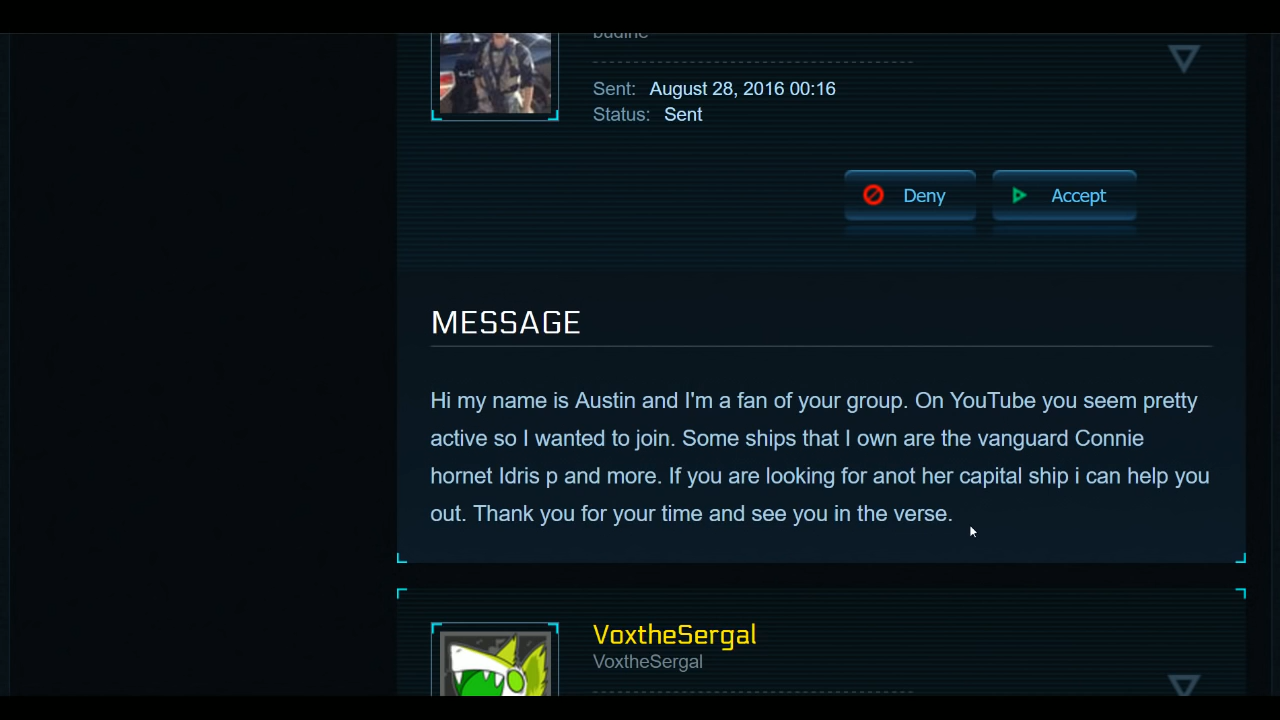 budine
Sent: August 28, 2016 00:16
Status: Sent
Deny Accept
MESSAGE
Hi my name is Austin and I'm a fan of your group. On YouTube you seem pretty
active so I wanted to join. Some ships that I own are the vanguard Connie
hornet Idris p and more. If you are looking for anot her capital ship i can help you
out. Thank you for your time and see you in the verse.
VoxtheSergal
VoxtheSergal